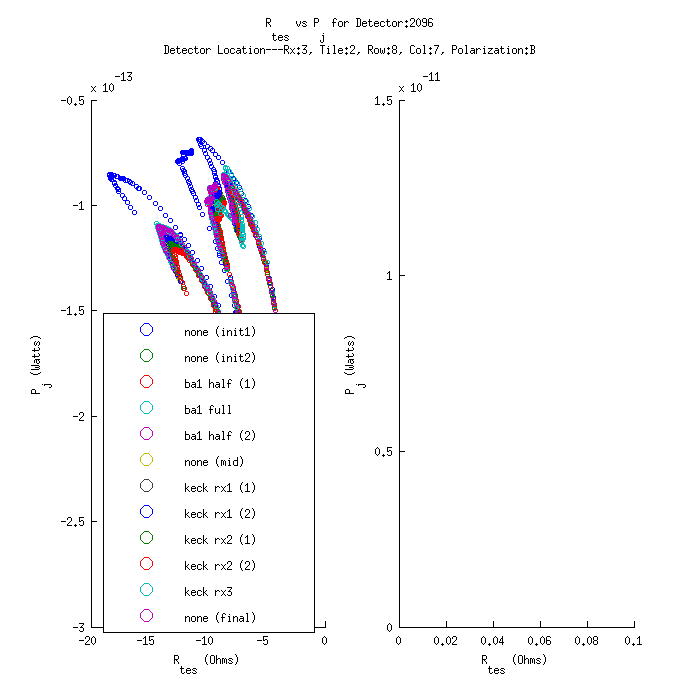 R tes vs P j for Detector:2096
Detector Location---Rx:3, Tile:2, Row:8, Col:7, Polarization:B
x 10^-13
-0.5
-1
-1.5
-2
-2.5
-3
P j (Watts)
none (init1)
none (init2)
ba1 half (1)
ba1 full
ba1 half (2)
none (mid)
keck rx1 (1)
keck rx1 (2)
keck rx2 (1)
keck rx2 (2)
keck rx3
none (final)
-20 -15 -10 -5 0
R tes (Ohms)
x 10^-11
1.5
1
0.5
0
P j (Watts)
0 0.02 0.04 0.06 0.08 0.1
R tes (Ohms)